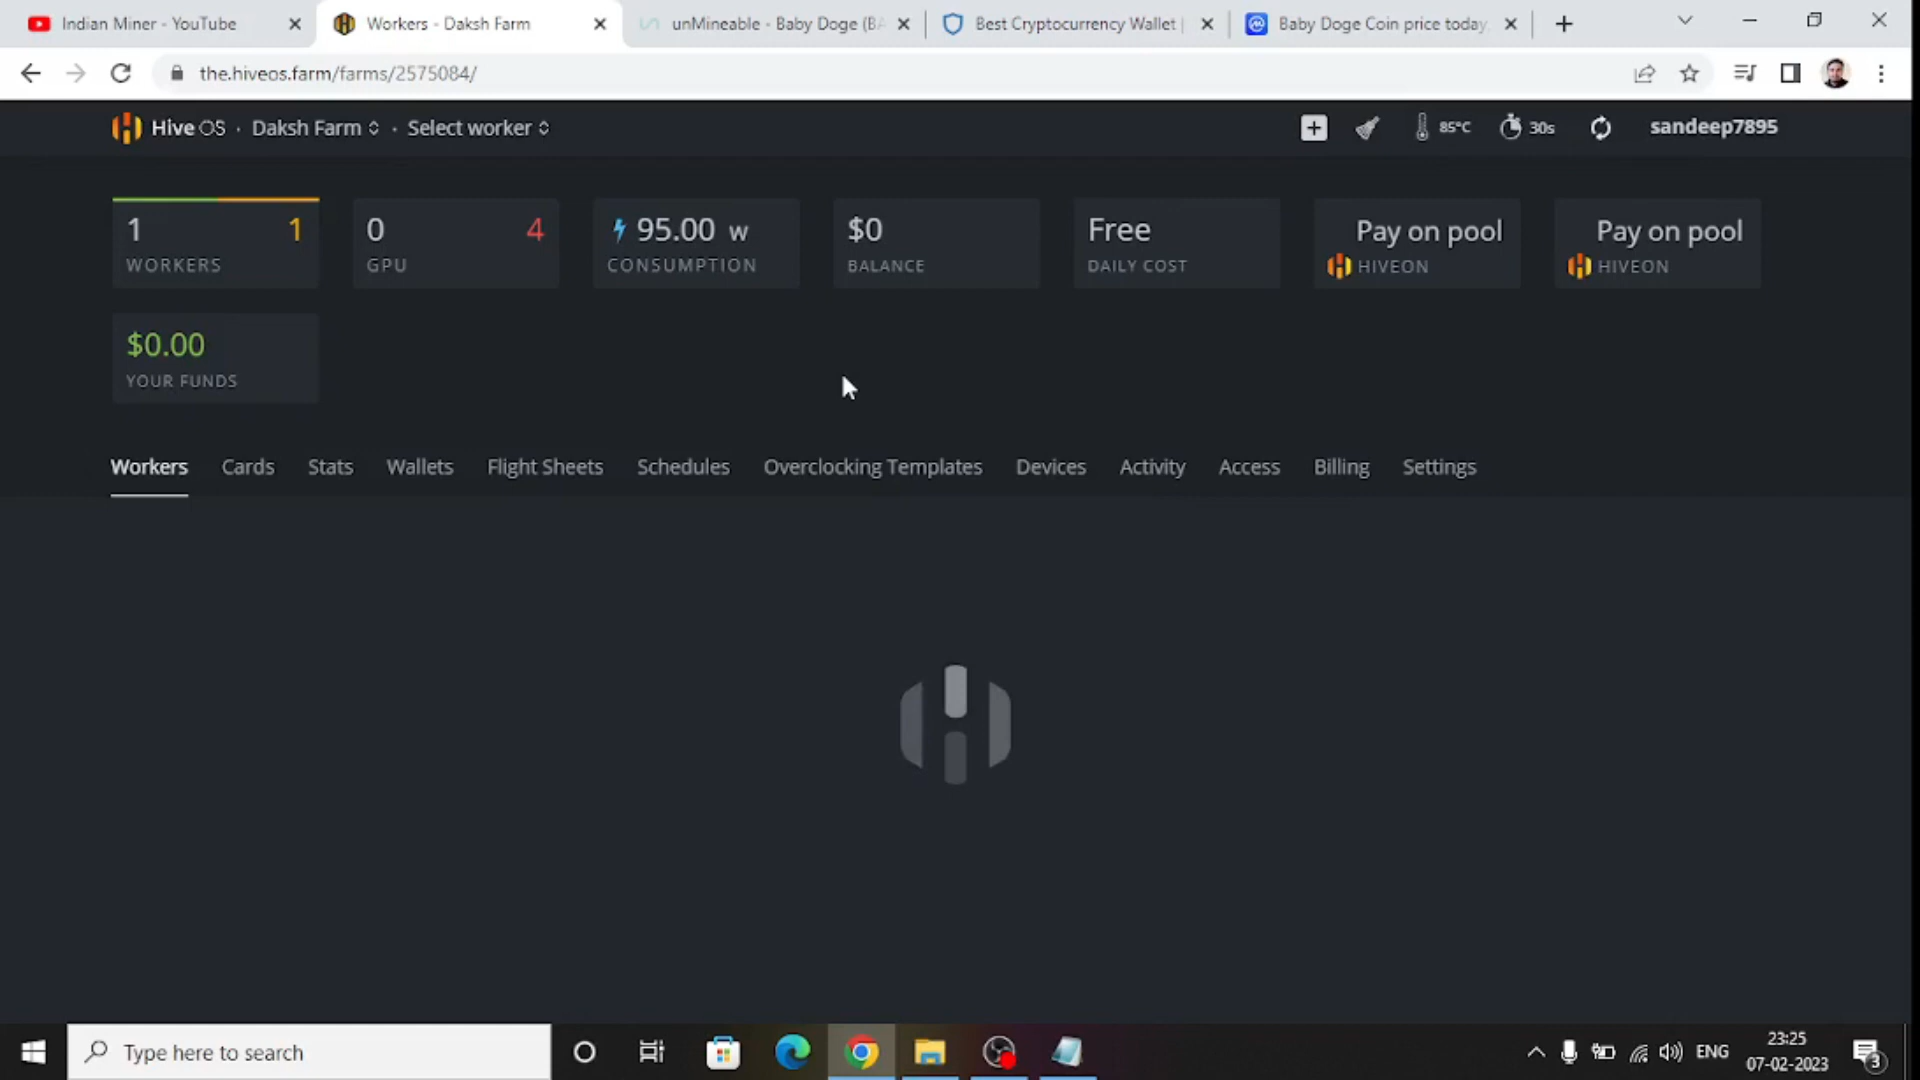 Indian Miner - YouTube
Workers - Daksh Farm
unMineable - Baby Doge (BA
Best Cryptocurrency Wallet |
Baby Doge Coin price today,
the.hiveos.farm/farms/2575084/
Hive OS · Daksh Farm · Select worker
85°C
30s
sandeep7895
1 1
WORKERS
0 4
GPU
95.00 w
CONSUMPTION
$0
BALANCE
Free
DAILY COST
Pay on pool
HIVEON
Pay on pool
HIVEON
$0.00
YOUR FUNDS
Workers Cards Stats Wallets Flight Sheets Schedules Overclocking Templates Devices Activity Access Billing Settings
Type here to search
ENG
23:25
07-02-2023
3